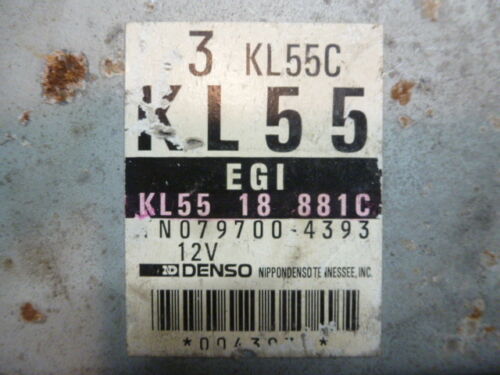 3 KL55C
KL55
EGI
KL55 18 881C
N079700-4393
12V
DENSO NIPPONDENSO TENNESSEE, INC.